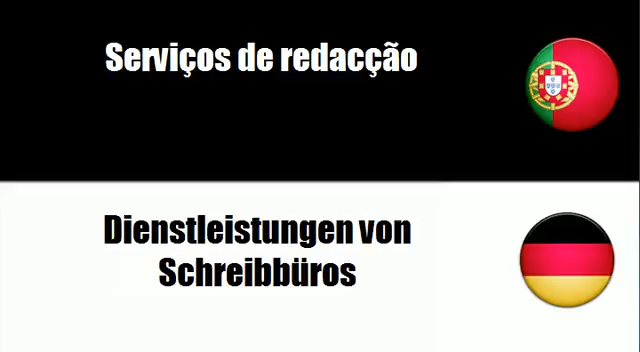 Serviços de redacção
Dienstleistungen von
Schreibbüros